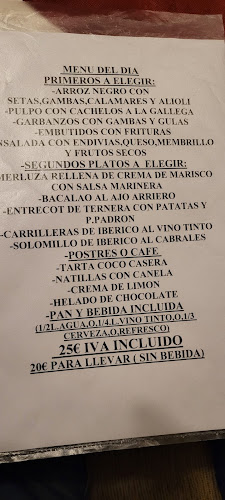 MENU DEL DIA
PRIMEROS A ELEGIR:
-ARROZ NEGRO CON
SETAS,GAMBAS,CALAMARES Y ALIOLI
-PULPO CON CACHELOS A LA GALLEGA
-GARBANZOS CON GAMBAS Y GULAS
-EMBUTIDOS CON FRITURAS
NSALADA CON ENDIVIAS,QUESO,MEMBRILLO
Y FRUTOS SECOS
-SEGUNDOS PLATOS A ELEGIR:
MERLUZA RELLENA DE CREMA DE MARISCO
CON SALSA MARINERA
-BACALAO AL AJO ARRIERO
-ENTRECOT DE TERNERA CON PATATAS Y
P.PADRON
-CARRILLERAS DE IBERICO AL VINO TINTO
-SOLOMILLO DE IBERICO AL CABRALES
-POSTRES O CAFE
-TARTA COCO CASERA
-NATILLAS CON CANELA
-CREMA DE LIMON
-HELADO DE CHOCOLATE
-PAN Y BEBIDA INCLUIDA
(1/2L.AGUA,O,1/4.L.VINO TINTO,O,1/3
CERVEZA,O,REFRESCO)
25€ IVA INCLUIDO
20€ PARA LLEVAR ( SIN BEBIDA)